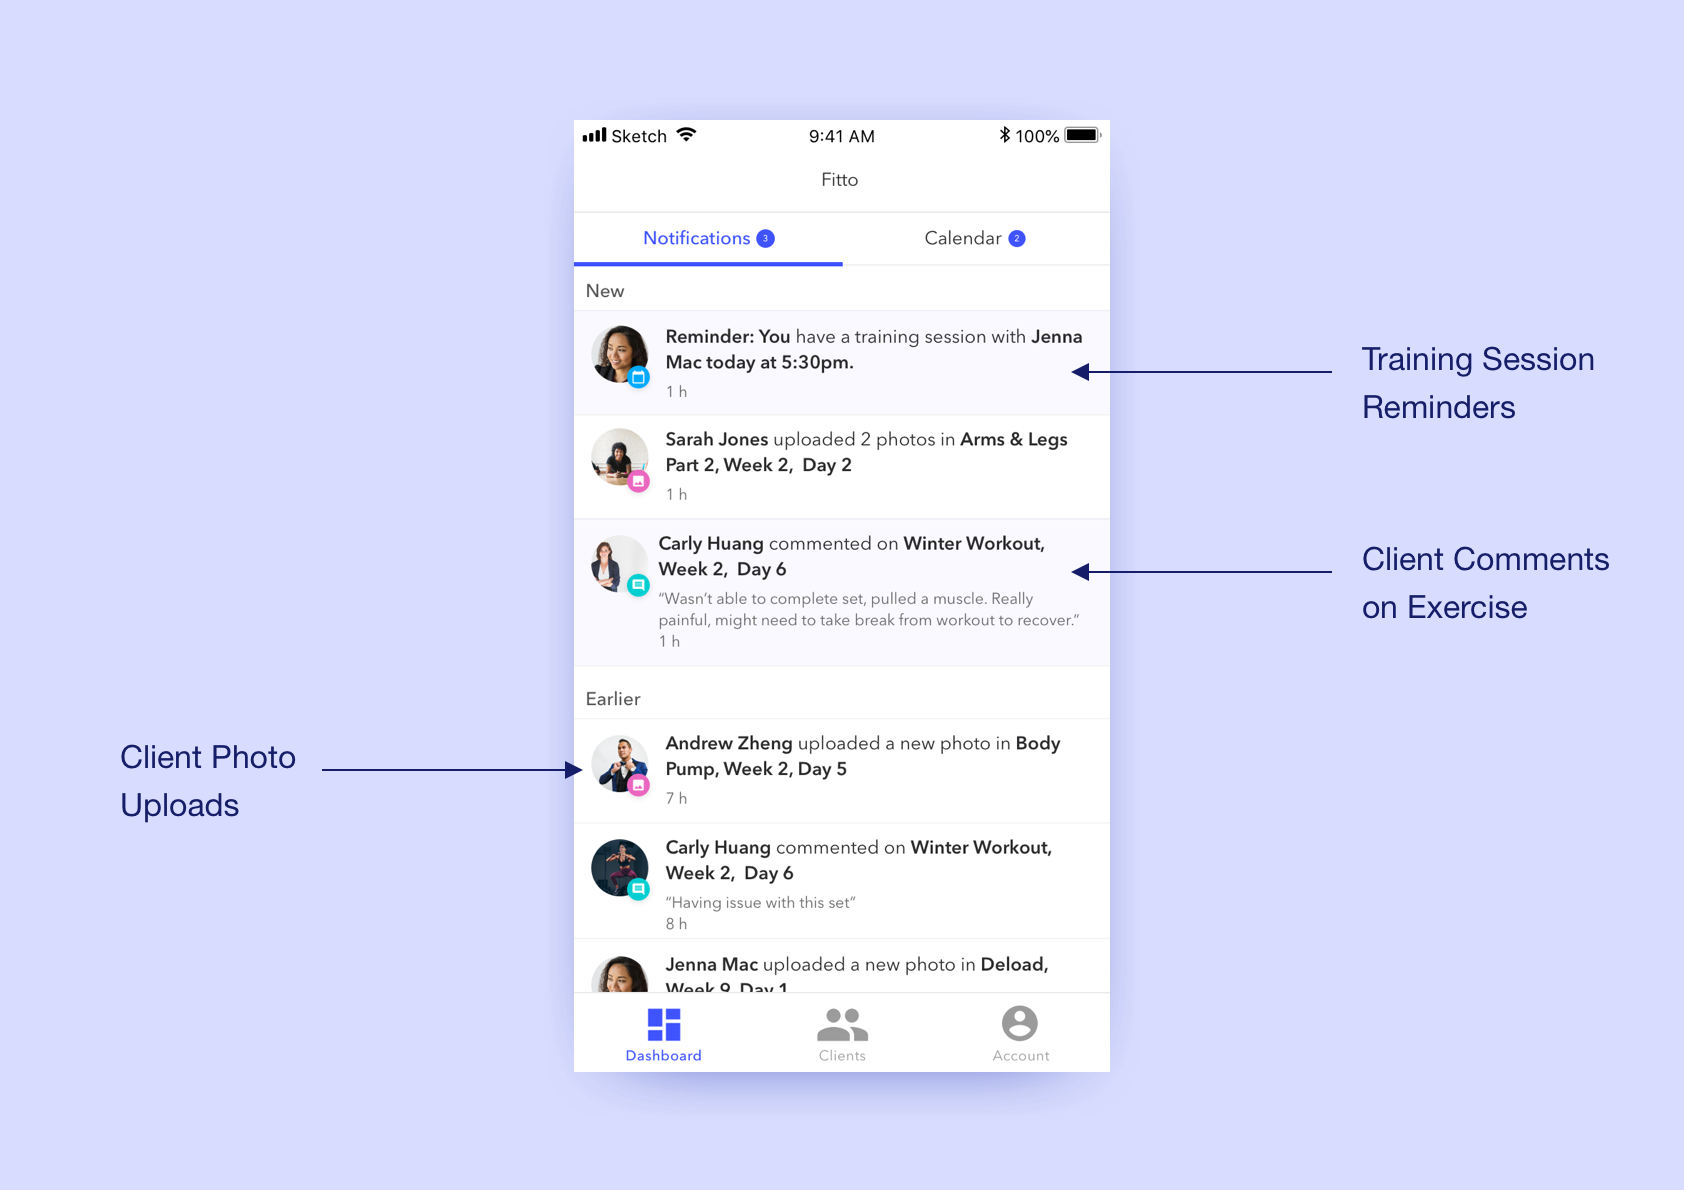 Sketch 9:41 AM 100%
Fitto
Notifications 3 Calendar 2
New
Reminder: You have a training session with Jenna
Mac today at 5:30pm.
1 h
Training Session
Reminders
Sarah Jones uploaded 2 photos in Arms & Legs
Part 2, Week 2, Day 2
1 h
Carly Huang commented on Winter Workout,
Week 2, Day 6
“Wasn’t able to complete set, pulled a muscle. Really
painful, might need to take break from workout to recover.”
1 h
Client Comments
on Exercise
Earlier
Client Photo
Uploads
Andrew Zheng uploaded a new photo in Body
Pump, Week 2, Day 5
7 h
Carly Huang commented on Winter Workout,
Week 2, Day 6
“Having issue with this set”
8 h
Jenna Mac uploaded a new photo in Deload,
Week 9, Day 1
Dashboard Clients Account